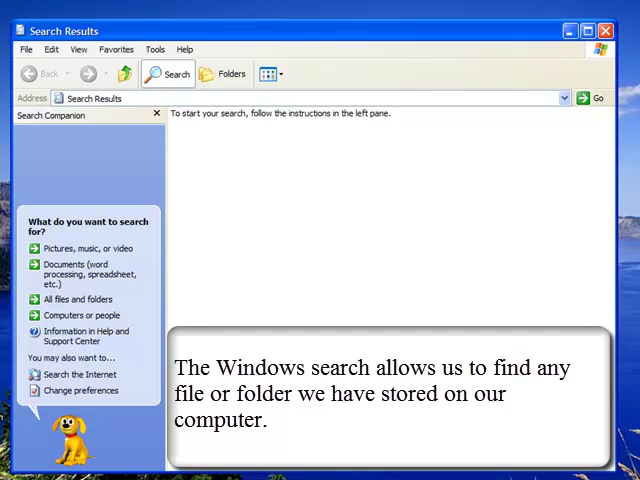 Search Results
File Edit View Favorites Tools Help
Back Search Folders
Address Search Results Go
Search Companion
To start your search, follow the instructions in the left pane.
What do you want to search
for?
Pictures, music, or video
Documents (word
processing, spreadsheet,
etc.)
All files and folders
Computers or people
Information in Help and
Support Center
You may also want to...
Search the Internet
Change preferences
The Windows search allows us to find any
file or folder we have stored on our
computer.